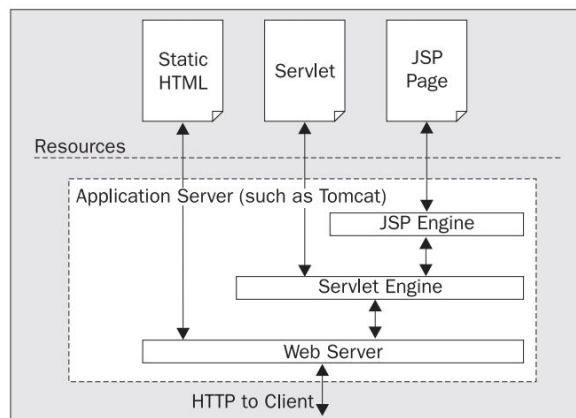 Static
HTML
Servlet
JSP
Page
Resources
Application Server (such as Tomcat)
JSP Engine
Servlet Engine
Web Server
HTTP to Client